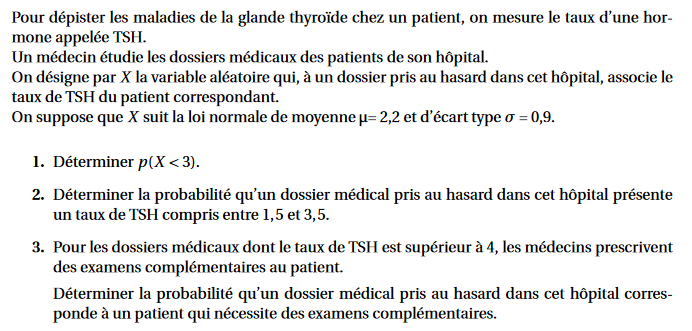 Pour dépister les maladies de la glande thyroïde chez un patient, on mesure le taux d'une hor-
mone appelée TSH.
Un médecin étudie les dossiers médicaux des patients de son hôpital.
On désigne par X la variable aléatoire qui, à un dossier pris au hasard dans cet hôpital, associe le
taux de TSH du patient correspondant.
On suppose que X suit la loi normale de moyenne μ= 2,2 et d'écart type σ = 0,9.
1. Déterminer p(X < 3).
2. Déterminer la probabilité qu'un dossier médical pris au hasard dans cet hôpital présente
un taux de TSH compris entre 1,5 et 3,5.
3. Pour les dossiers médicaux dont le taux de TSH est supérieur à 4, les médecins prescrivent
des examens complémentaires au patient.
Déterminer la probabilité qu'un dossier médical pris au hasard dans cet hôpital corres-
ponde à un patient qui nécessite des examens complémentaires.